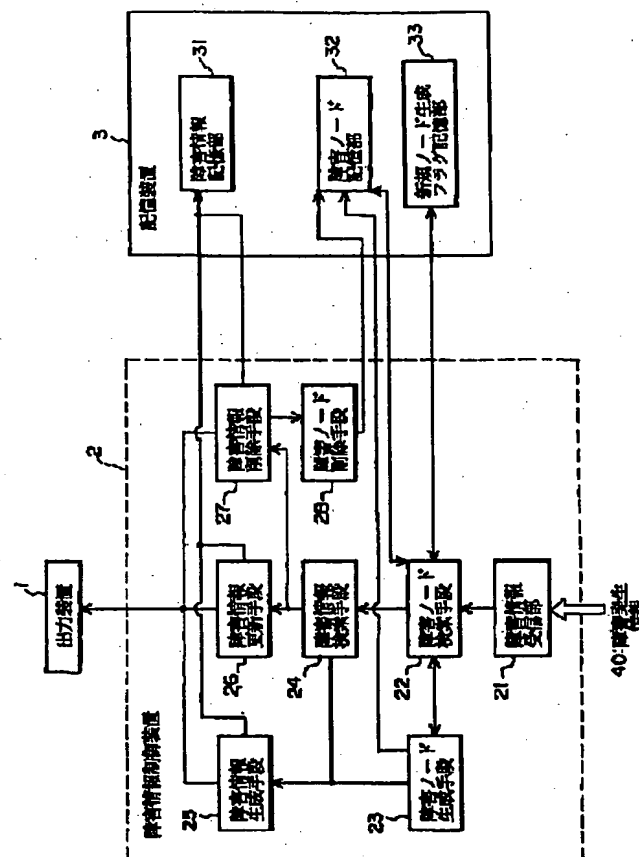 1
出力装置
2
障害情報制御装置
25
障害情報
生成手段
26
障害情報
更新手段
27
障害情報
削除手段
24
障害情報
検索手段
28
障害ノード
削除手段
23
障害ノード
生成手段
22
障害ノード
検索手段
21
障害情報
受信部
40:障害発生
情報
3
記憶装置
31
障害情報
記憶部
32
障害ノード
記憶部
33
新規ノード生成
フラグ記憶部